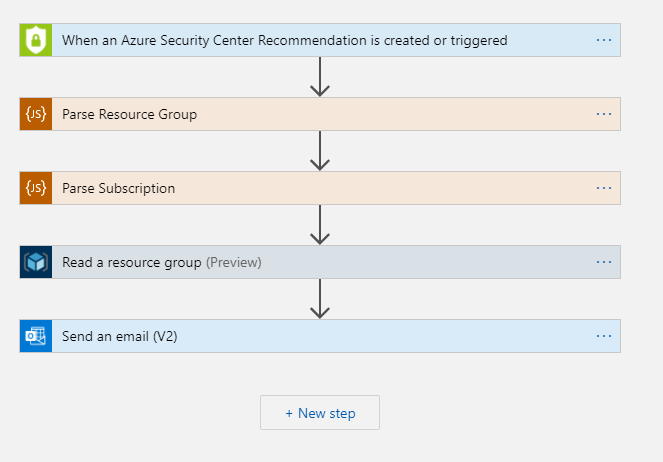 When an Azure Security Center Recommendation is created or triggered
{JS} Parse Resource Group
{JS} Parse Subscription
Read a resource group (Preview)
Send an email (V2)
+ New step